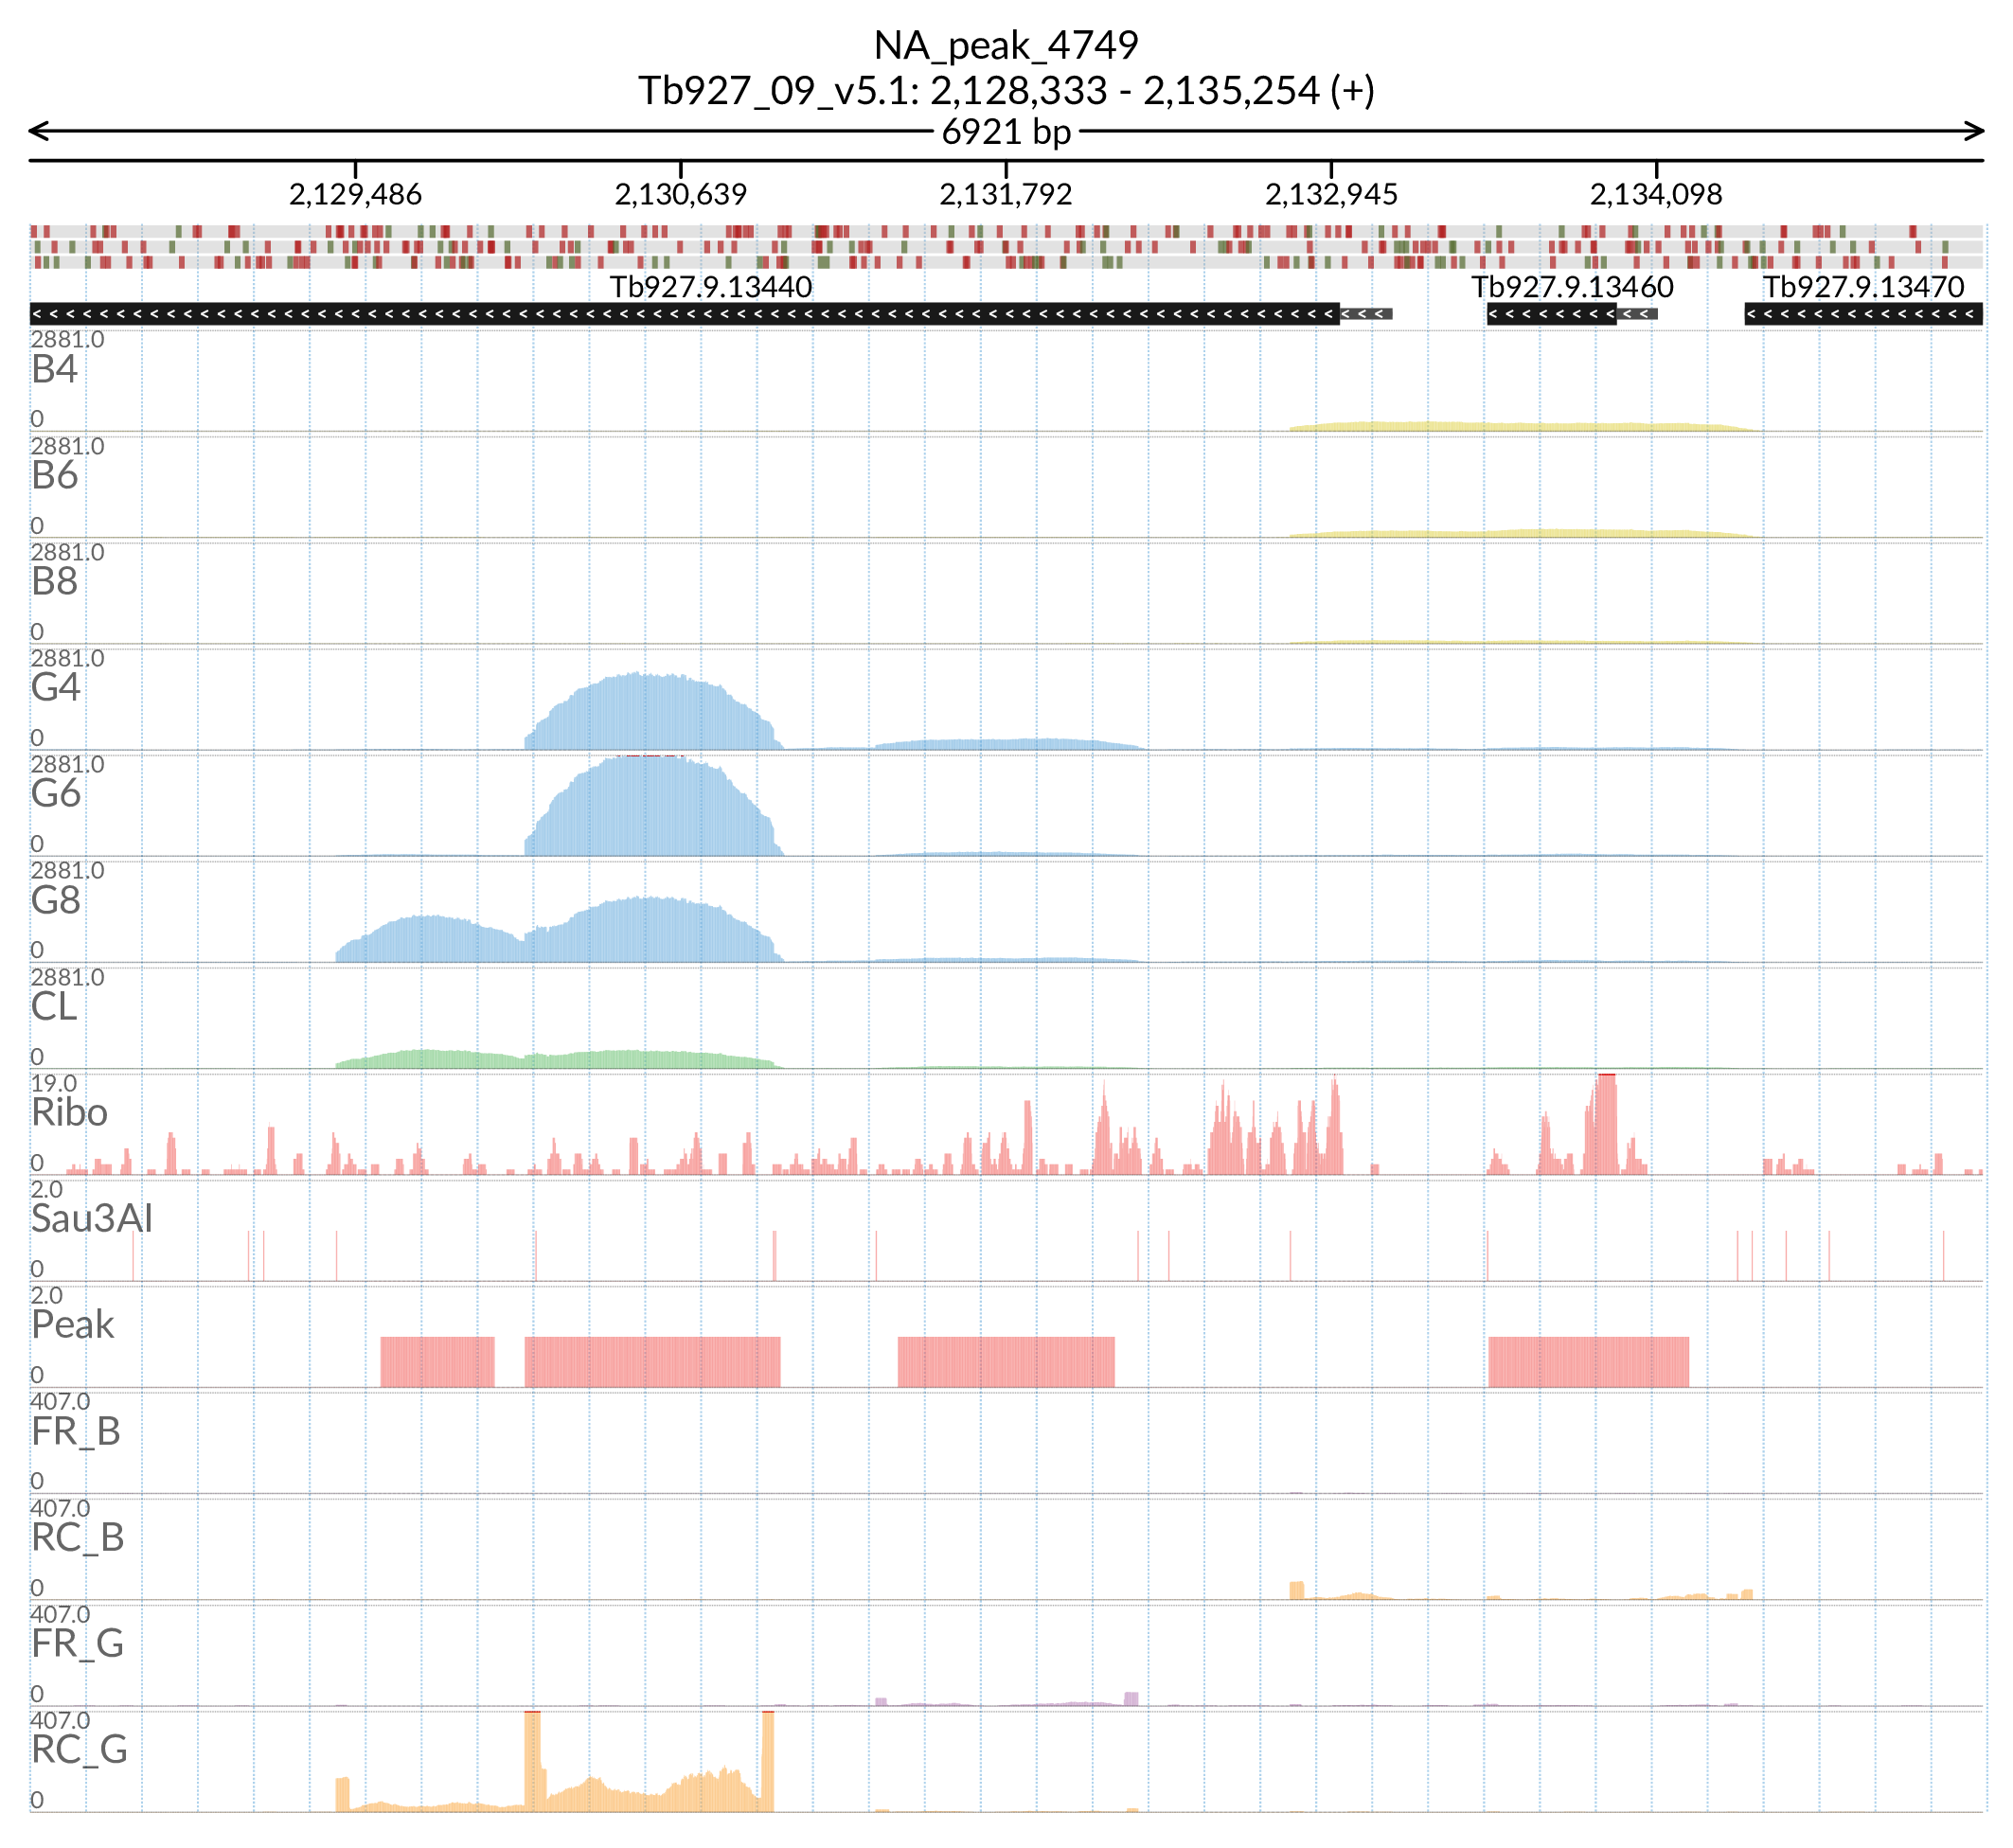 NA_peak_4749
Tb927_09_v5.1: 2,128,333 - 2,135,254 (+)
6921 bp
2,129,486 2,130,639 2,131,792 2,132,945 2,134,098
Tb927.9.13440 Tb927.9.13460 Tb927.9.13470
2881.0
B4
0
2881.0
B6
0
2881.0
B8
0
2881.0
G4
0
2881.0
G6
0
2881.0
G8
0
2881.0
CL
0
19.0
Ribo
0
2.0
Sau3AI
0
2.0
Peak
0
407.0
FR_B
0
407.0
RC_B
0
407.0
FR_G
0
407.0
RC_G
0